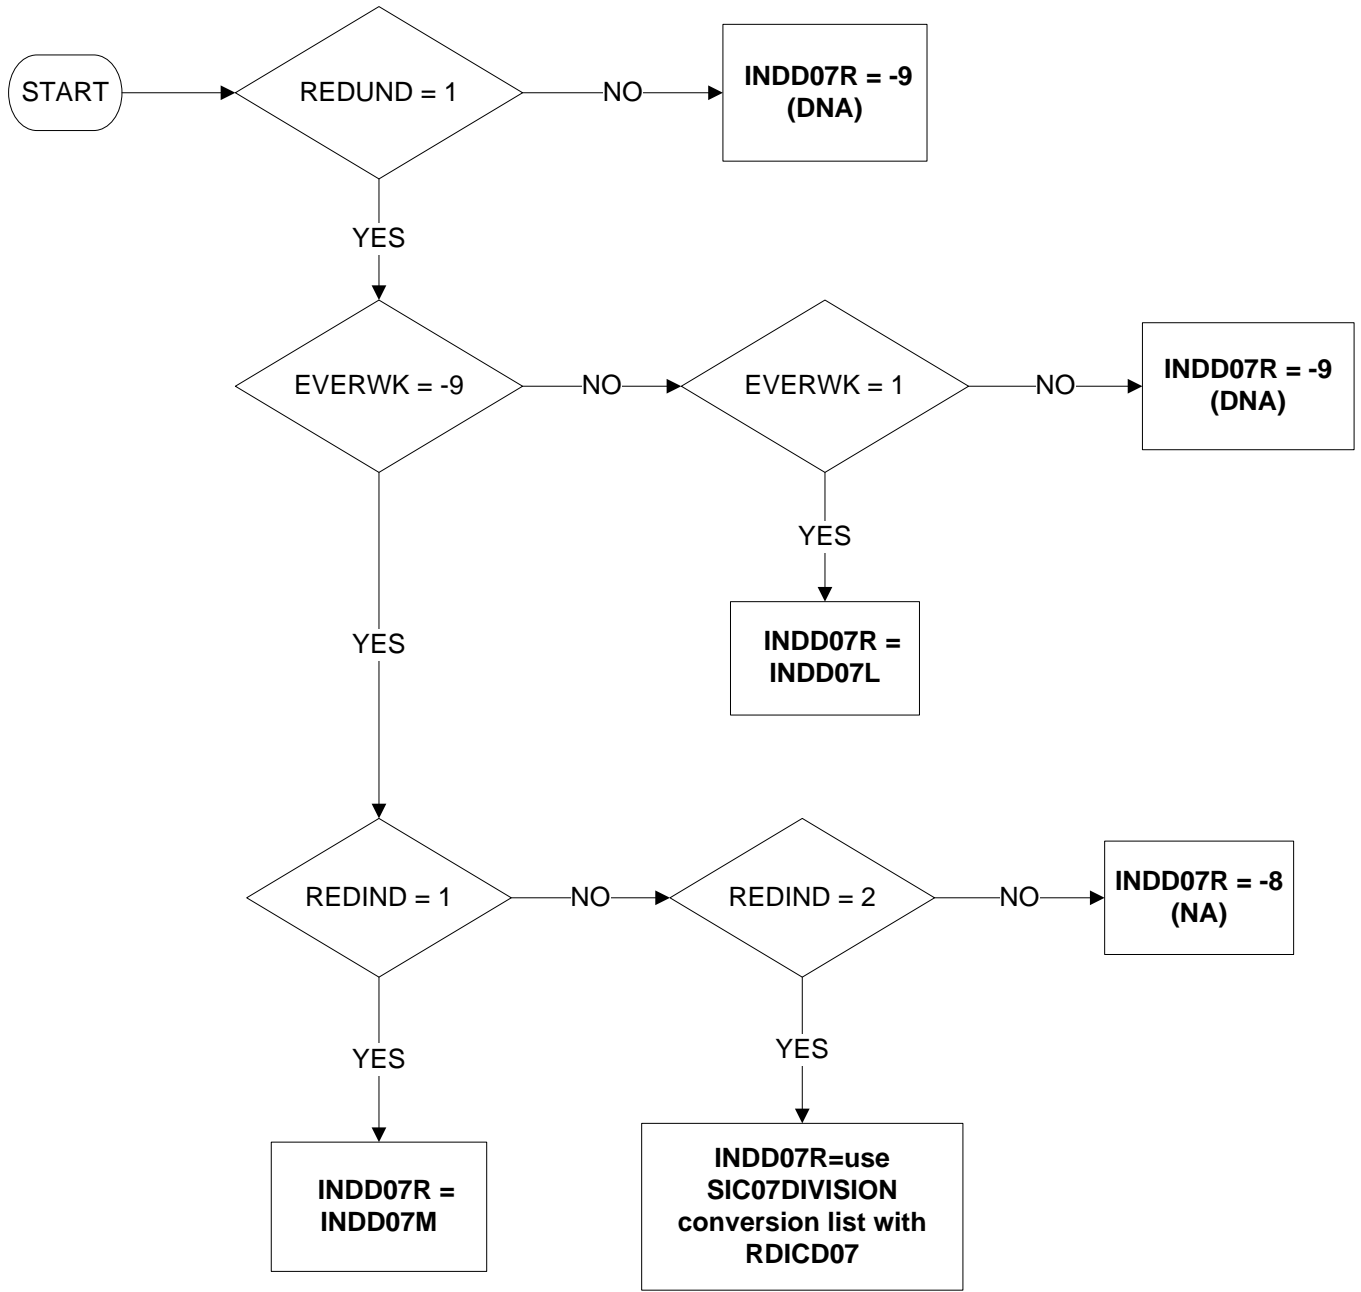 START
REDUND = 1
NO
INDD07R = -9
(DNA)
YES
EVERWK = -9
NO
EVERWK = 1
NO
INDD07R = -9
(DNA)
YES
INDD07R =
INDD07L
YES
REDIND = 1
NO
REDIND = 2
NO
INDD07R = -8
(NA)
YES
INDD07R =
INDD07M
YES
INDD07R=use
SIC07DIVISION
conversion list with
RDICD07